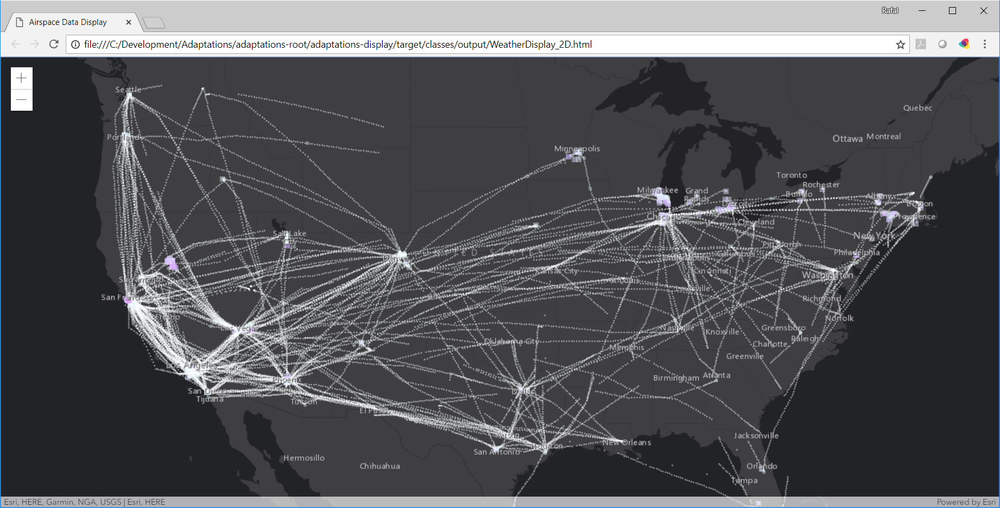 Rafal
Airspace Data Display
file:///C:/Development/Adaptations/adaptations-root/adaptations-display/target/classes/output/WeatherDisplay_2D.html
Seattle
Quebec
Portland
Ottawa
Montreal
Minneapolis
Toronto
Rochester
Milwaukee
Grand
Rapids
Buffalo
Albany
Detroit
Boston
Chicago
Providence
Cleveland
Salt Lake
City
New York
Pittsburgh
UNITED STATES
Denver
Philadelphia
Columbus
Indianapolis
Kansas City
Cincinnati
Washington
Sacramento
St Louis
Louisville
San Francisco
Richmond
Fresno
Norfolk
Las Vegas
Nashville
Knoxville
Greensboro
Oklahoma City
Raleigh
Memphis
Charlotte
Greenville
Los Angeles
Phoenix
Birmingham
Atlanta
San Diego
Dallas
Tijuana
Tucson
El Paso
Austin
Jacksonville
New Orleans
Houston
San Antonio
Hermosillo
Chihuahua
Orlando
Tampa
Esri, HERE, Garmin, NGA, USGS | Esri, HERE
Powered by Esri